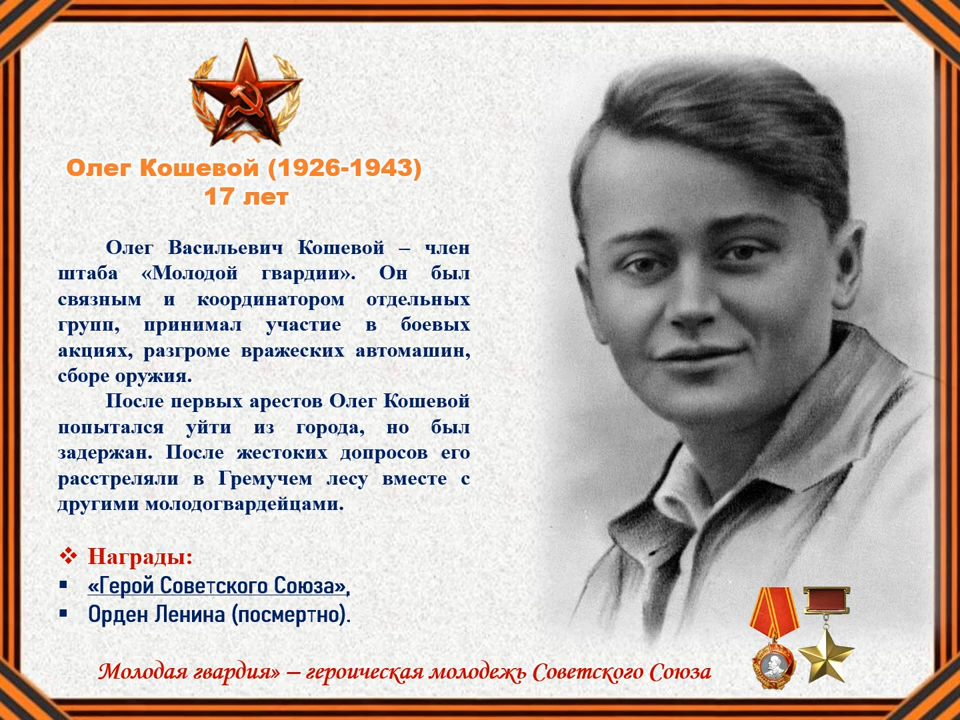 Олег Кошевой (1926-1943)
17 лет
Олег Васильевич Кошевой – член
штаба «Молодой гвардии». Он был
связным и координатором отдельных
групп, принимал участие в боевых
акциях, разгроме вражеских автомашин,
сборе оружия.
После первых арестов Олег Кошевой
попытался уйти из города, но был
задержан. После жестоких допросов его
расстреляли в Гремучем лесу вместе с
другими молодогвардейцами.
❖ Награды:
▪ «Герой Советского Союза»,
▪ Орден Ленина (посмертно).
Молодая гвардия» – героическая молодежь Советского Союза